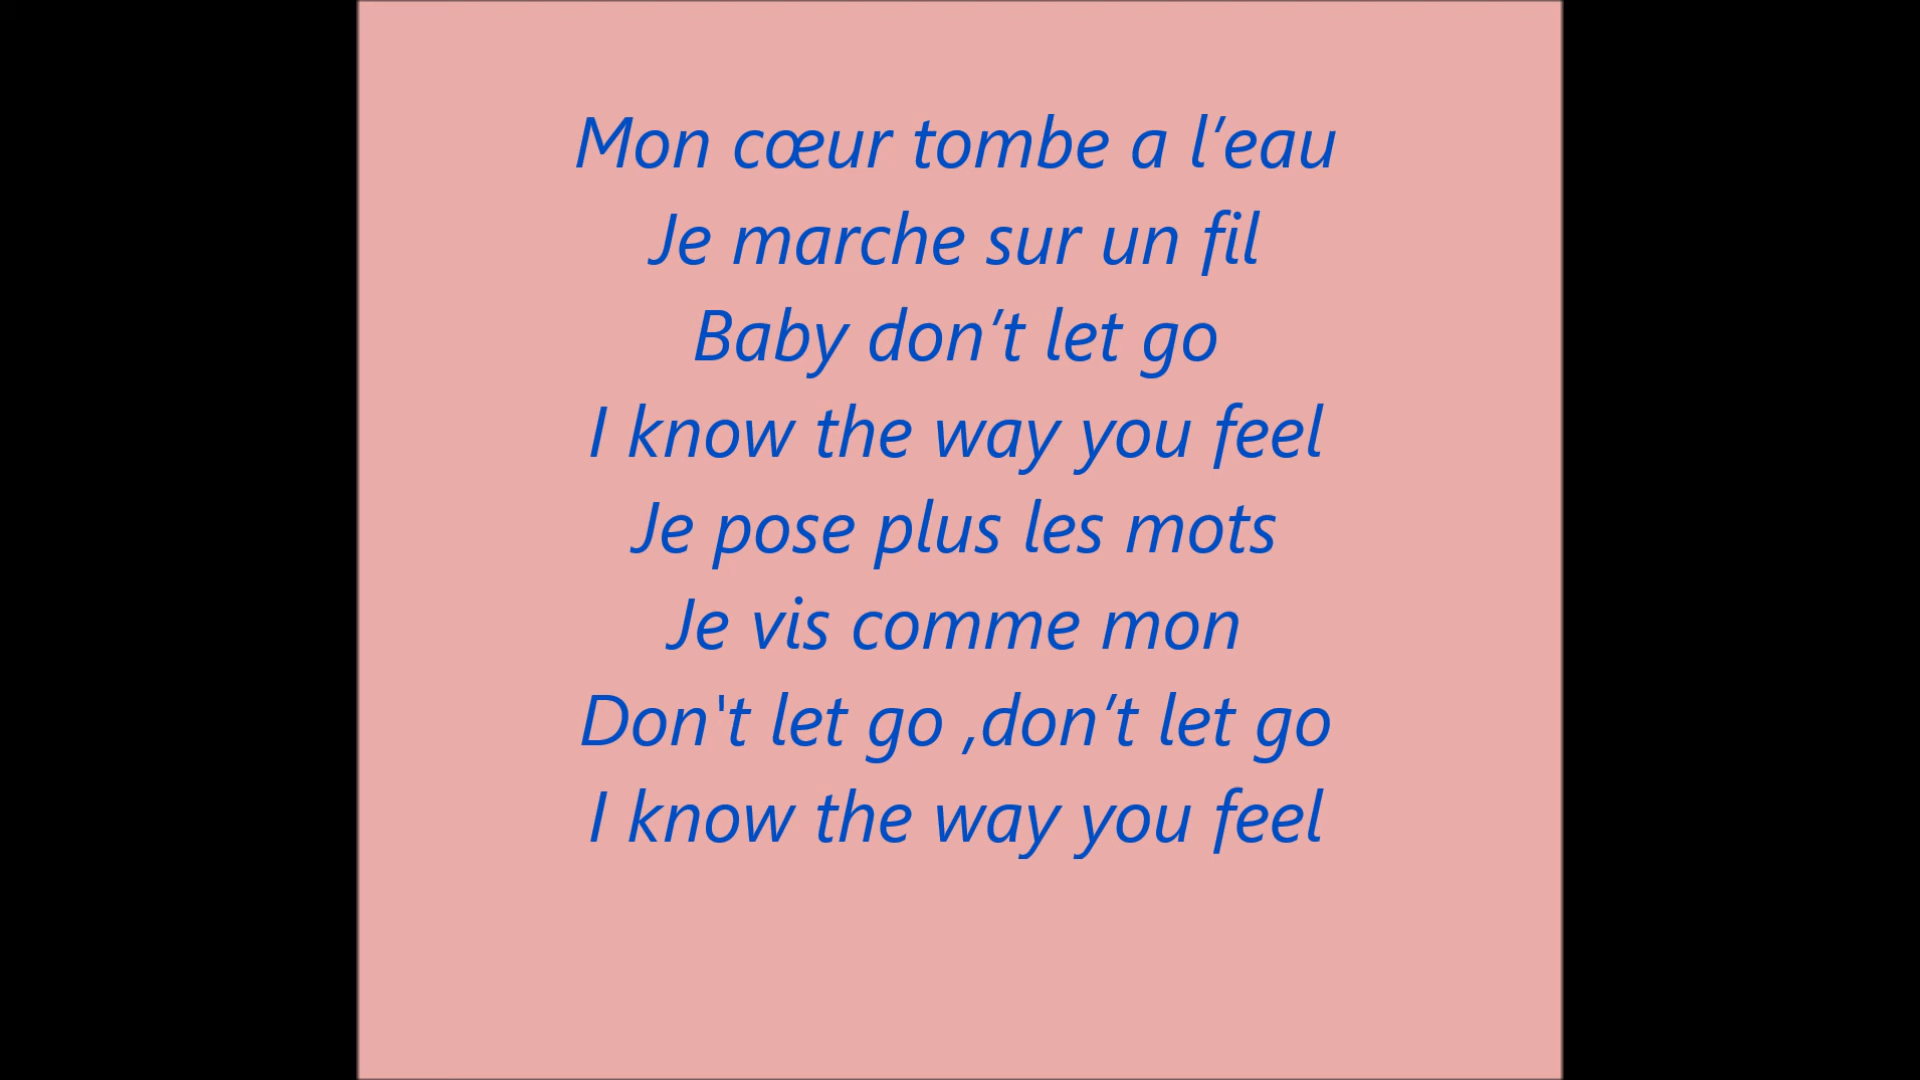 Mon cœur tombe a l’eau
Je marche sur un fil
Baby don’t let go
I know the way you feel
Je pose plus les mots
Je vis comme mon
Don't let go ,don’t let go
I know the way you feel